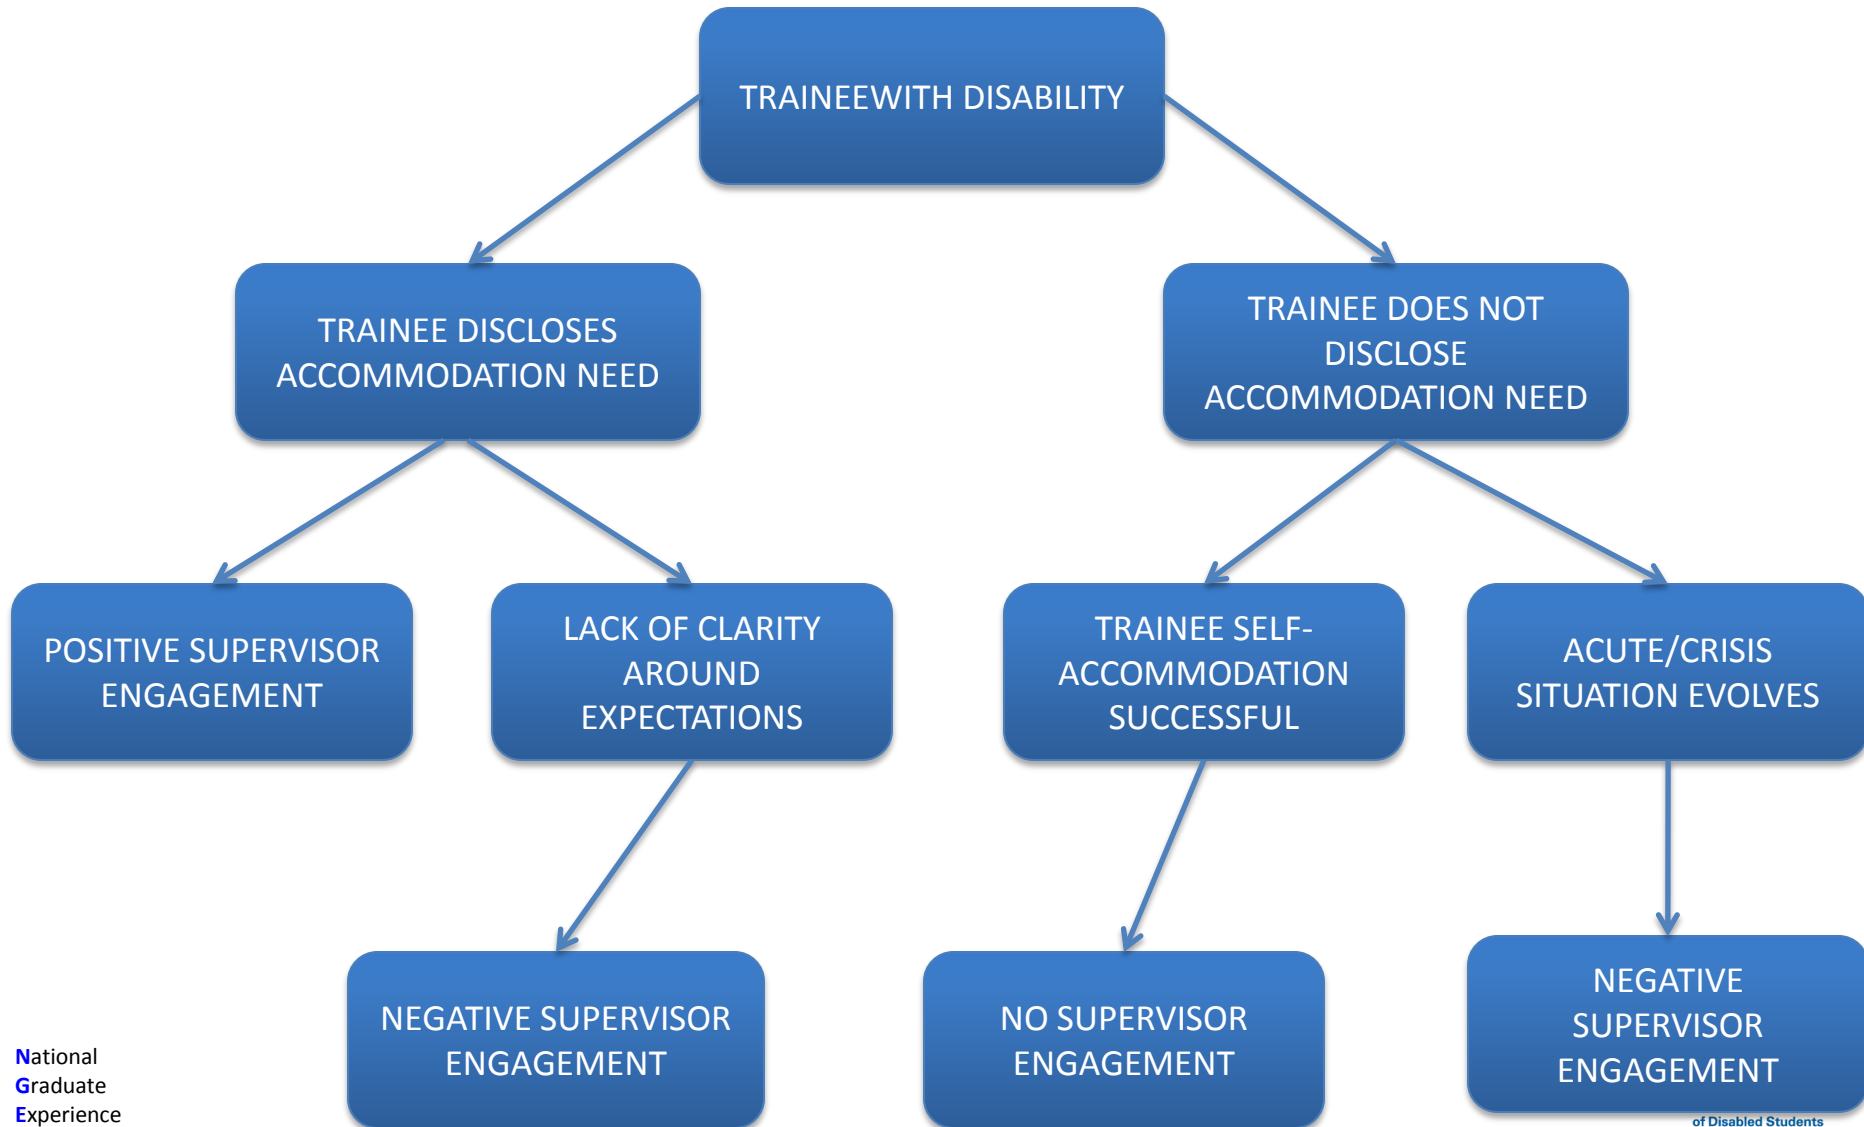 TRAINEEWITH DISABILITY
TRAINEE DISCLOSES
ACCOMMODATION NEED
TRAINEE DOES NOT
DISCLOSE
ACCOMMODATION NEED
POSITIVE SUPERVISOR
ENGAGEMENT
LACK OF CLARITY
AROUND
EXPECTATIONS
TRAINEE SELF-
ACCOMMODATION
SUCCESSFUL
ACUTE/CRISIS
SITUATION EVOLVES
NEGATIVE SUPERVISOR
ENGAGEMENT
NO SUPERVISOR
ENGAGEMENT
NEGATIVE
SUPERVISOR
ENGAGEMENT
National
Graduate
Experience
of Disabled Students